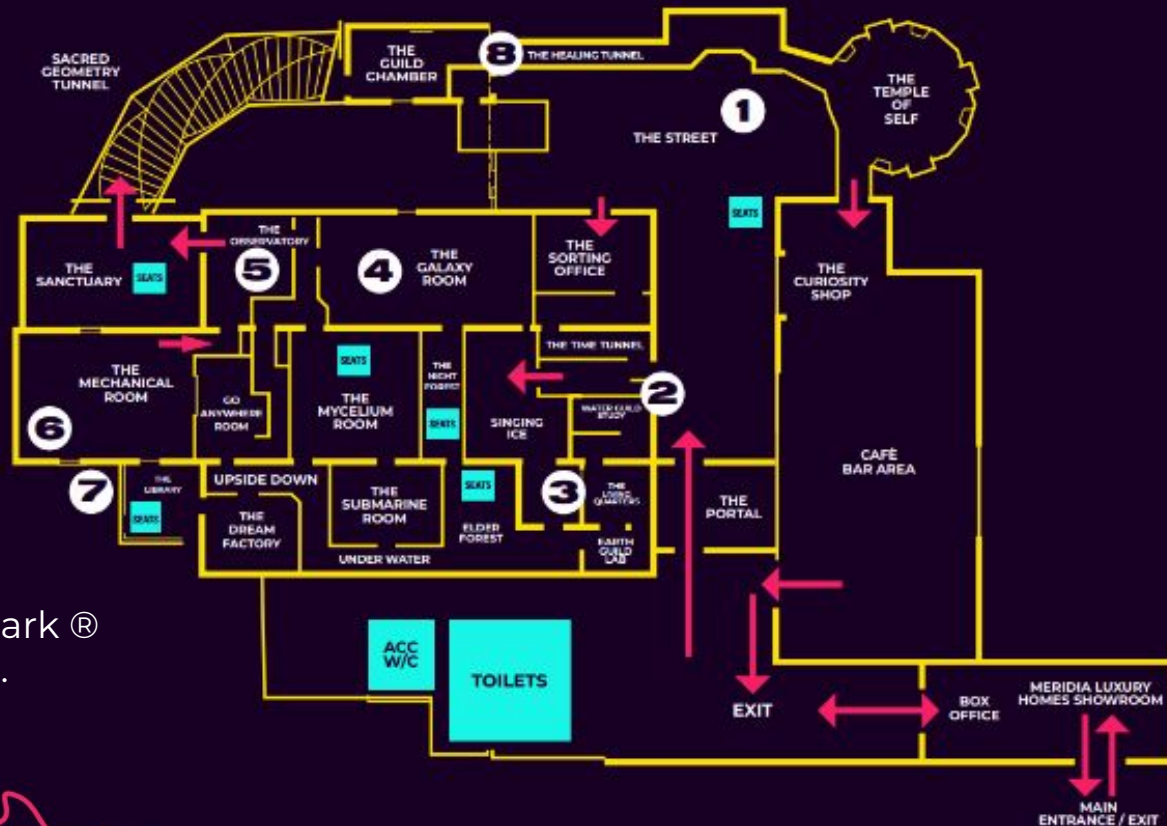 SACRED
GEOMETRY
TUNNEL
THE
GUILD
CHAMBER
8
THE HEALING TUNNEL
THE
TEMPLE
OF
SELF
1
THE STREET
SEATS
THE
SANCTUARY
SEATS
THE
OBSERVATORY
5
4
THE
GALAXY
ROOM
THE
SORTING
OFFICE
THE
CURIOSITY
SHOP
THE
MECHANICAL
ROOM
6
GO
ANYWHERE
ROOM
SEATS
THE
MYCELIUM
ROOM
THE
NIGHT
FOREST
SEATS
SINGING
ICE
THE TIME TUNNEL
2
WATER GUILD
STUDY
CAFÈ
BAR AREA
7
THE
LIBRARY
SEATS
UPSIDE DOWN
THE
DREAM
FACTORY
THE
SUBMARINE
ROOM
UNDER WATER
SEATS
ELDER
FOREST
3
THE
LIVING
QUARTERS
EARTH
GUILD
LAB
THE
PORTAL
ark ®
.
ACC
W/C
TOILETS
EXIT
BOX
OFFICE
MERIDIA LUXURY
HOMES SHOWROOM
MAIN
ENTRANCE / EXIT